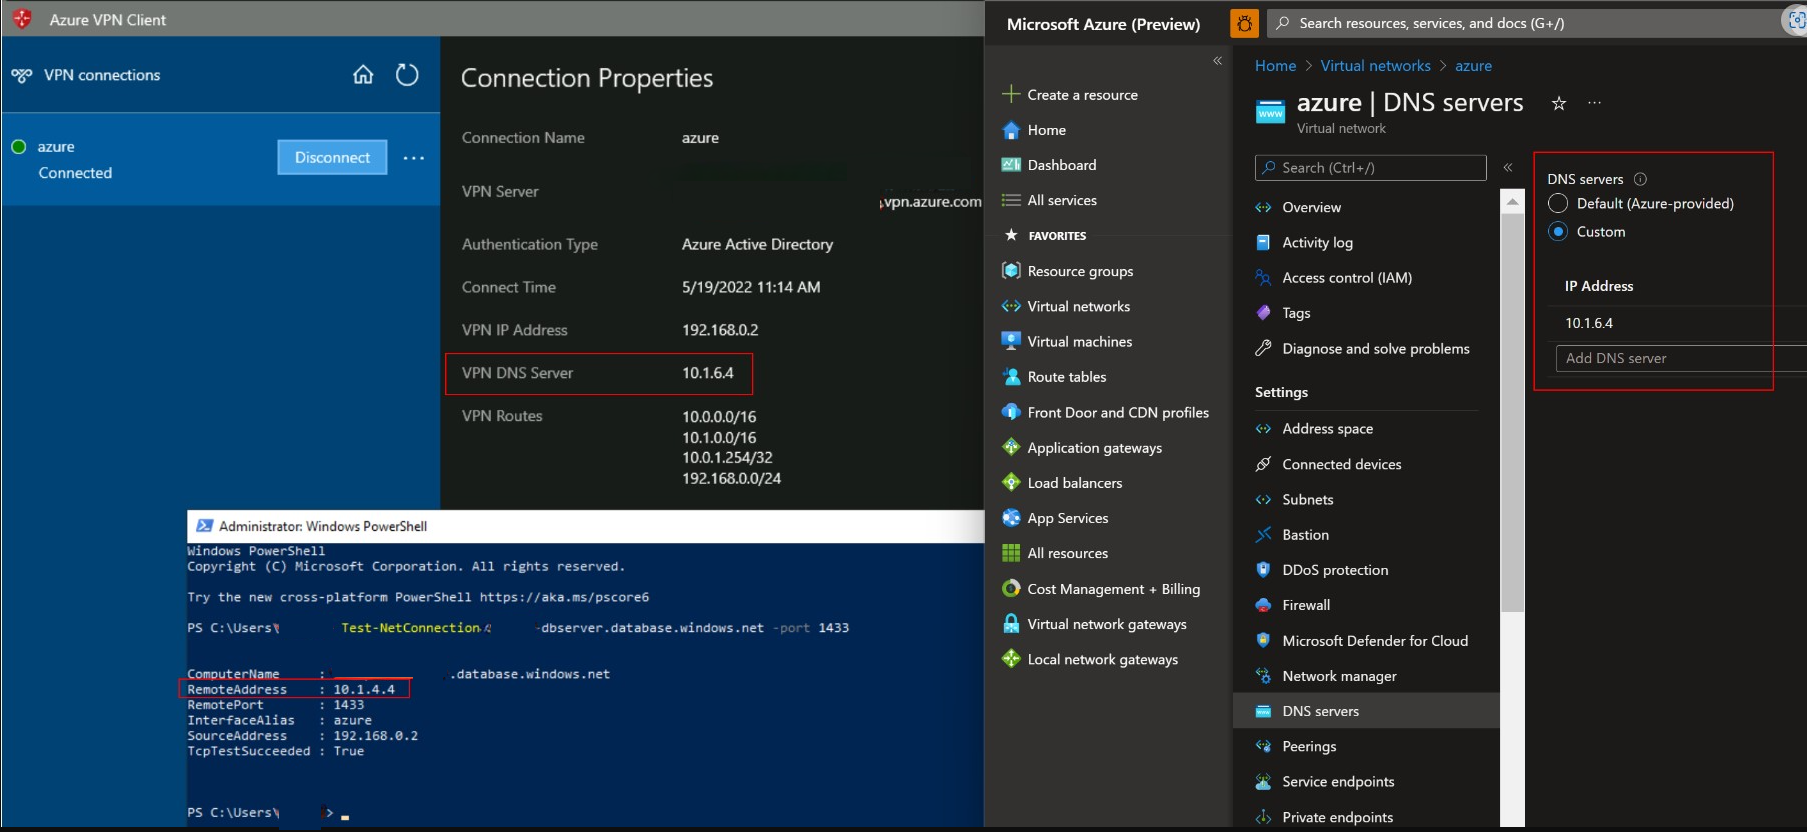 Azure VPN Client
VPN connections
azure
Connected
Disconnect
Connection Properties
Connection Name azure
VPN Server .vpn.azure.com
Authentication Type Azure Active Directory
Connect Time 5/19/2022 11:14 AM
VPN IP Address 192.168.0.2
VPN DNS Server 10.1.6.4
VPN Routes 10.0.0.0/16
10.1.0.0/16
10.0.1.254/32
192.168.0.0/24
Administrator: Windows PowerShell
Windows PowerShell
Copyright (C) Microsoft Corporation. All rights reserved.
Try the new cross-platform PowerShell https://aka.ms/pscore6
PS C:\Users\ Test-NetConnection -dbserver.database.windows.net -port 1433
ComputerName : .database.windows.net
RemoteAddress : 10.1.4.4
RemotePort : 1433
InterfaceAlias : azure
SourceAddress : 192.168.0.2
TcpTestSucceeded : True
PS C:\Users\ >
Microsoft Azure (Preview)
Search resources, services, and docs (G+/)
Create a resource
Home
Dashboard
All services
FAVORITES
Resource groups
Virtual networks
Virtual machines
Route tables
Front Door and CDN profiles
Application gateways
Load balancers
App Services
All resources
Cost Management + Billing
Virtual network gateways
Local network gateways
Home > Virtual networks > azure
www
azure | DNS servers
Virtual network
Search (Ctrl+/)
Overview
Activity log
Access control (IAM)
Tags
Diagnose and solve problems
Settings
Address space
Connected devices
Subnets
Bastion
DDoS protection
Firewall
Microsoft Defender for Cloud
Network manager
DNS servers
Peerings
Service endpoints
Private endpoints
DNS servers
Default (Azure-provided)
Custom
IP Address
10.1.6.4
Add DNS server